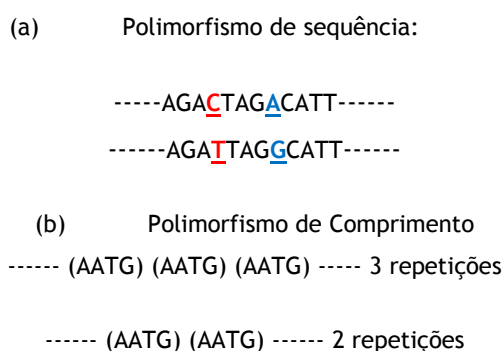 (a) Polimorfismo de sequência:
-----AGACTAGACATT------
------AGATTAGGCATT------
(b) Polimorfismo de Comprimento
------ (AATG) (AATG) (AATG) ----- 3 repetições
------ (AATG) (AATG) ------ 2 repetições